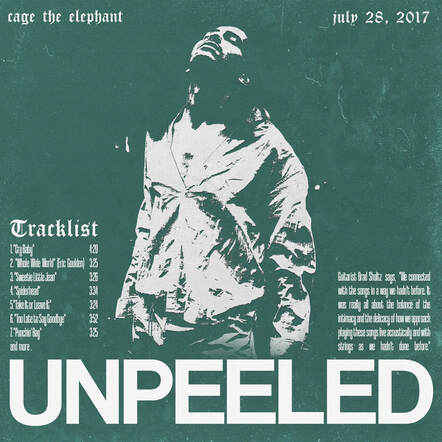 cage the elephant
july 28, 2017
Tracklist
1. "Cry Baby" 4:20
2. "Whole Wide World" (Eric Goulden) 3:25
3. "Sweetie Little Jean" 3:26
4. "Spiderhead" 3:34
5. "Take It or Leave It" 3:24
6. "Too Late to Say Goodbye" 3:52
7. "Punchin' Bag" 3:25
and more .
Guitarist Brad Shultz says, "We connected
with the songs in a way we hadn't before. It
was really all about the balance of the
intimacy and the delicacy of how we approach
playing these songs live acoustically and with
strings as we hadn't done before."
UNPEELED